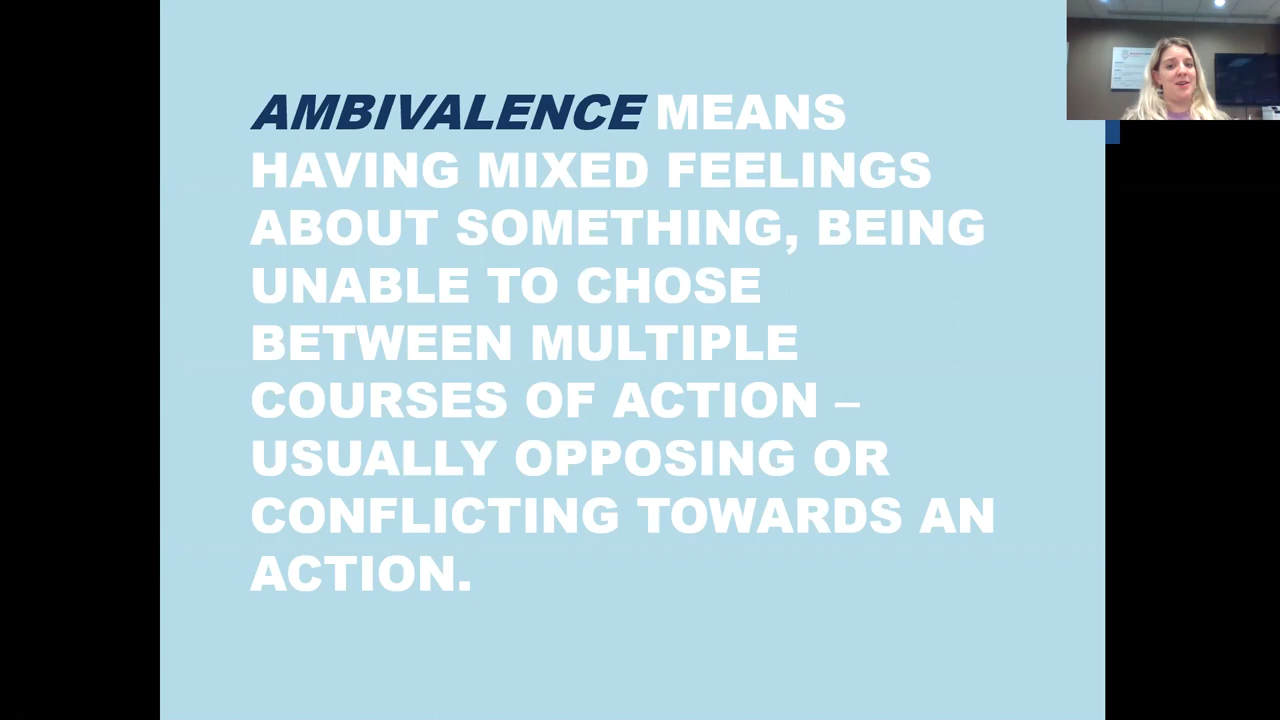 AMBIVALENCE MEANS
HAVING MIXED FEELINGS
ABOUT SOMETHING, BEING
UNABLE TO CHOSE
BETWEEN MULTIPLE
COURSES OF ACTION –
USUALLY OPPOSING OR
CONFLICTING TOWARDS AN
ACTION.